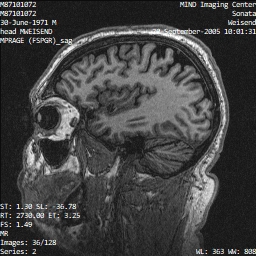 M87101072
M87101072
30-June-1971 M
head MWEISEND
MPRAGE (FSPGR)_sag
MIND Imaging Center
Sonata
Weisend
27-September-2005 10:01:31
ST: 1.30 SL: -36.78
RT: 2730.00 ET: 3.25
FS: 1.49
MR
Images: 36/128
Series: 2
WL: 363 WW: 808